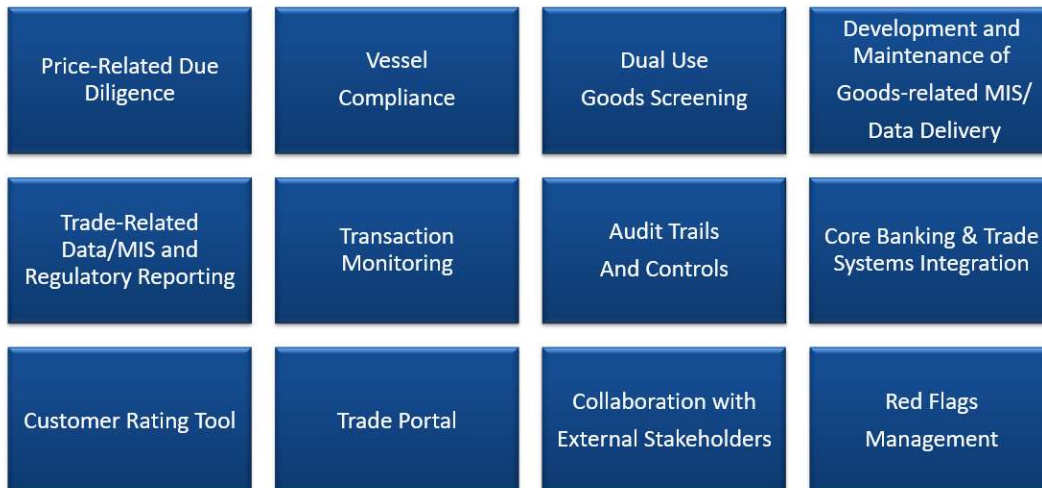 Price-Related Due
Diligence
Vessel
Compliance
Dual Use
Goods Screening
Development and
Maintenance of
Goods-related MIS/
Data Delivery
Trade-Related
Data/MIS and
Regulatory Reporting
Transaction
Monitoring
Audit Trails
And Controls
Core Banking & Trade
Systems Integration
Customer Rating Tool
Trade Portal
Collaboration with
External Stakeholders
Red Flags
Management